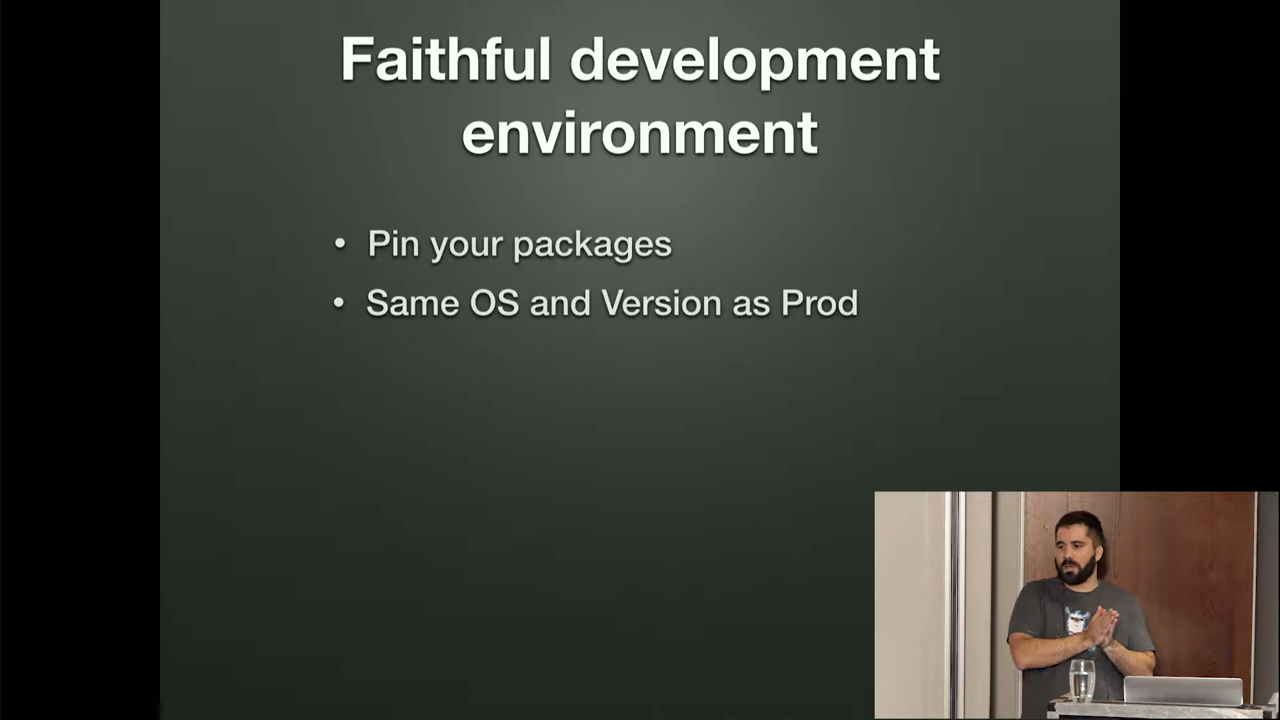 Faithful development
environment
• Pin your packages
• Same OS and Version as Prod